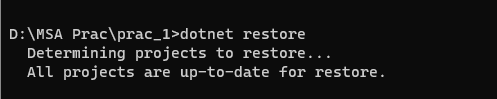 D:\MSA Prac\prac_1>dotnet restore
  Determining projects to restore...
  All projects are up-to-date for restore.